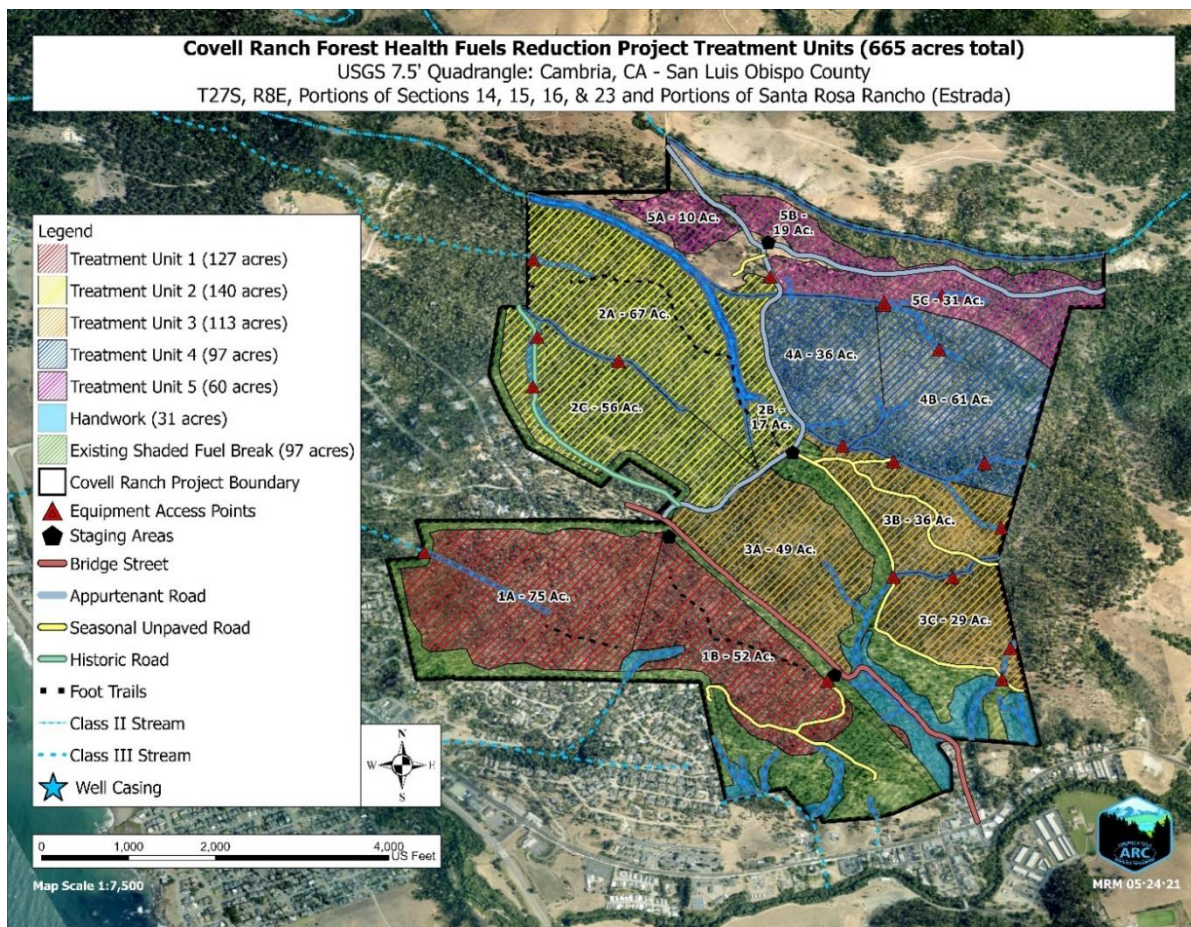 Covell Ranch Forest Health Fuels Reduction Project Treatment Units (665 acres total)
USGS 7.5' Quadrangle: Cambria, CA - San Luis Obispo County
T27S, R8E, Portions of Sections 14, 15, 16, & 23 and Portions of Santa Rosa Rancho (Estrada)
Legend
Treatment Unit 1 (127 acres)
Treatment Unit 2 (140 acres)
Treatment Unit 3 (113 acres)
Treatment Unit 4 (97 acres)
Treatment Unit 5 (60 acres)
Handwork (31 acres)
Existing Shaded Fuel Break (97 acres)
Covell Ranch Project Boundary
Equipment Access Points
Staging Areas
Bridge Street
Appurtenant Road
Seasonal Unpaved Road
Historic Road
Foot Trails
Class II Stream
Class III Stream
Well Casing
5A - 10 Ac.
5B -
19 Ac.
5C - 31 Ac.
2A - 67 Ac.
4A - 36 Ac.
4B - 61 Ac.
2C - 56 Ac.
2B -
17 Ac.
3B - 36 Ac.
3A - 49 Ac.
3C - 29 Ac.
1A - 75 Ac.
1B - 52 Ac.
N
W
E
S
0 1,000 2,000 4,000
US Feet
Map Scale 1:7,500
ARC
MRM 05-24-21